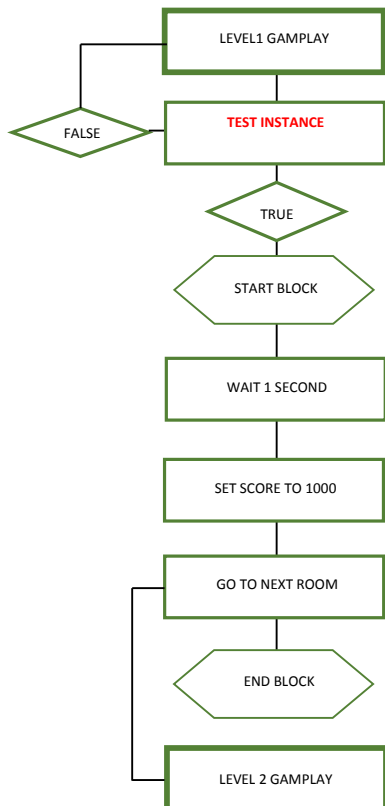 LEVEL1 GAMPLAY
TEST INSTANCE
FALSE
TRUE
START BLOCK
WAIT 1 SECOND
SET SCORE TO 1000
GO TO NEXT ROOM
END BLOCK
LEVEL 2 GAMPLAY